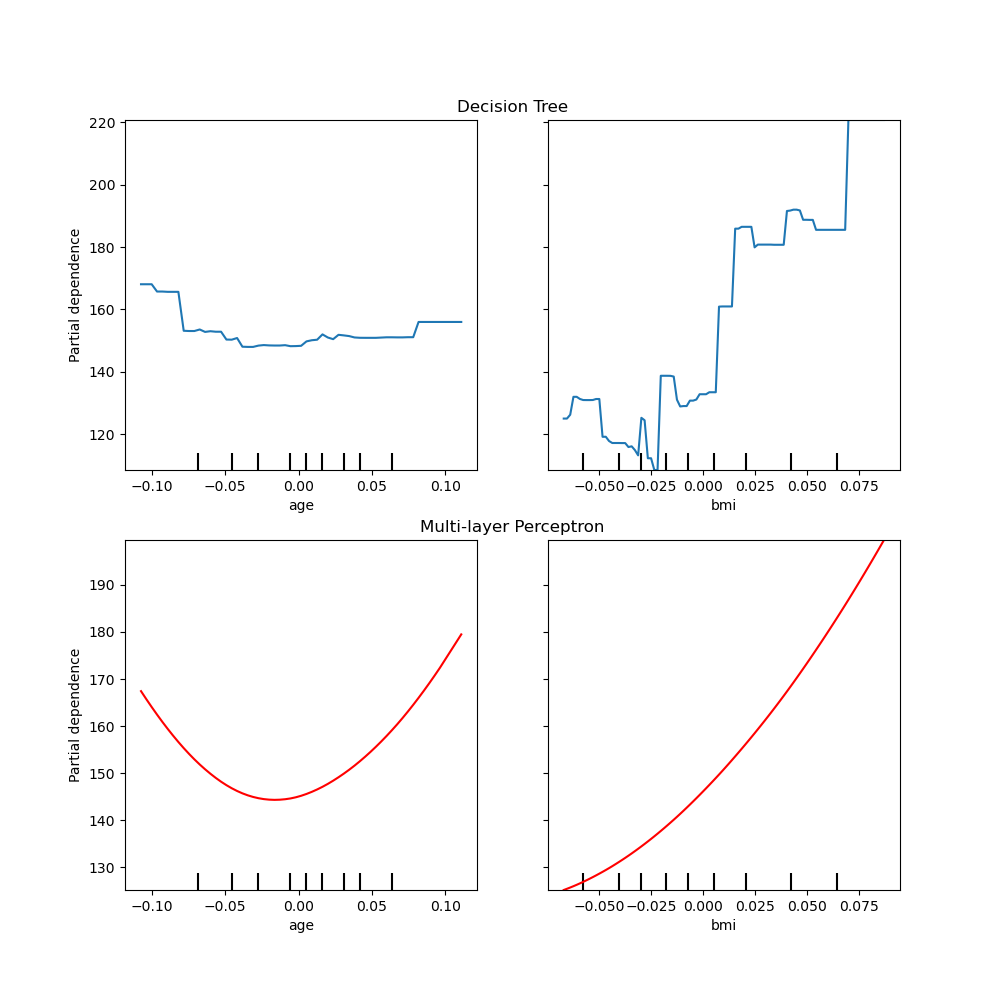 Decision Tree
220
200
180
160
140
120
Partial dependence
−0.10 −0.05 0.00 0.05 0.10
age
−0.050 −0.025 0.000 0.025 0.050 0.075
bmi
Multi-layer Perceptron
190
180
170
160
150
140
130
Partial dependence
−0.10 −0.05 0.00 0.05 0.10
age
−0.050 −0.025 0.000 0.025 0.050 0.075
bmi